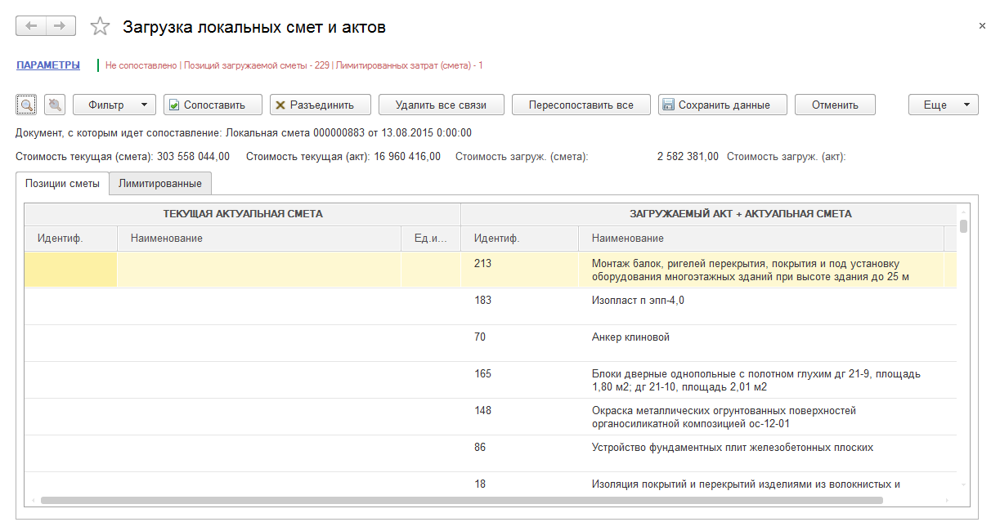 Загрузка локальных смет и актов
×
ПАРАМЕТРЫ Не сопоставлено | Позиций загружаемой сметы - 229 | Лимитированных затрат (смета) - 1
Фильтр Сопоставить Разъединить Удалить все связи Пересопоставить все Сохранить данные Отменить Еще
Документ, с которым идет сопоставление: Локальная смета 000000883 от 13.08.2015 0:00:00
Стоимость текущая (смета): 303 558 044,00 Стоимость текущая (акт): 16 960 416,00 Стоимость загруж. (смета): 2 582 381,00 Стоимость загруж. (акт):
Позиции сметы Лимитированные
ТЕКУЩАЯ АКТУАЛЬНАЯ СМЕТА ЗАГРУЖАЕМЫЙ АКТ + АКТУАЛЬНАЯ СМЕТА
Идентиф. Наименование Ед.и... Идентиф. Наименование
213 Монтаж балок, ригелей перекрытия, покрытия и под установку
оборудования многоэтажных зданий при высоте здания до 25 м
183 Изопласт п эпп-4,0
70 Анкер клиновой
165 Блоки дверные однопольные с полотном глухим дг 21-9, площадь
1,80 м2; дг 21-10, площадь 2,01 м2
148 Окраска металлических огрунтованных поверхностей
органосиликатной композицией ос-12-01
86 Устройство фундаментных плит железобетонных плоских
18 Изоляция покрытий и перекрытий изделиями из волокнистых и